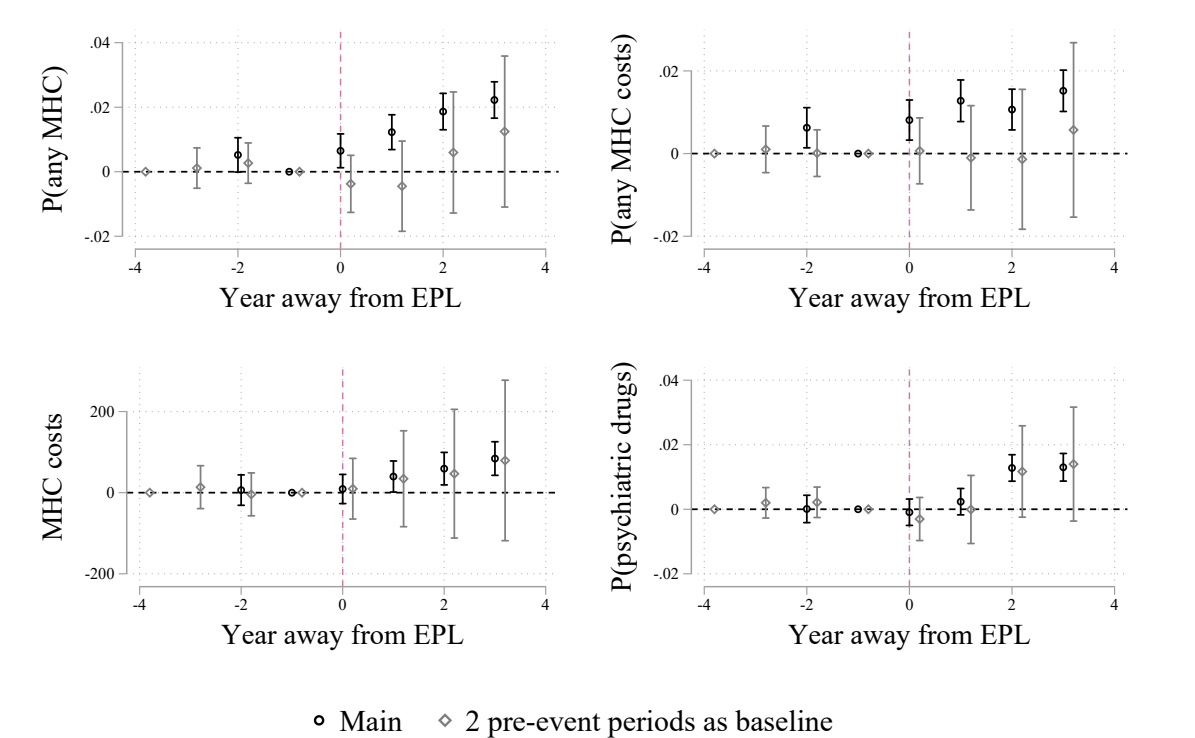 P(any MHC)
.04
.02
0
-.02
-4 -2 0 2 4
Year away from EPL
P(any MHC costs)
.02
0
-.02
-4 -2 0 2 4
Year away from EPL
MHC costs
200
0
-200
-4 -2 0 2 4
Year away from EPL
P(psychiatric drugs)
.04
.02
0
-.02
-4 -2 0 2 4
Year away from EPL
Main 2 pre-event periods as baseline